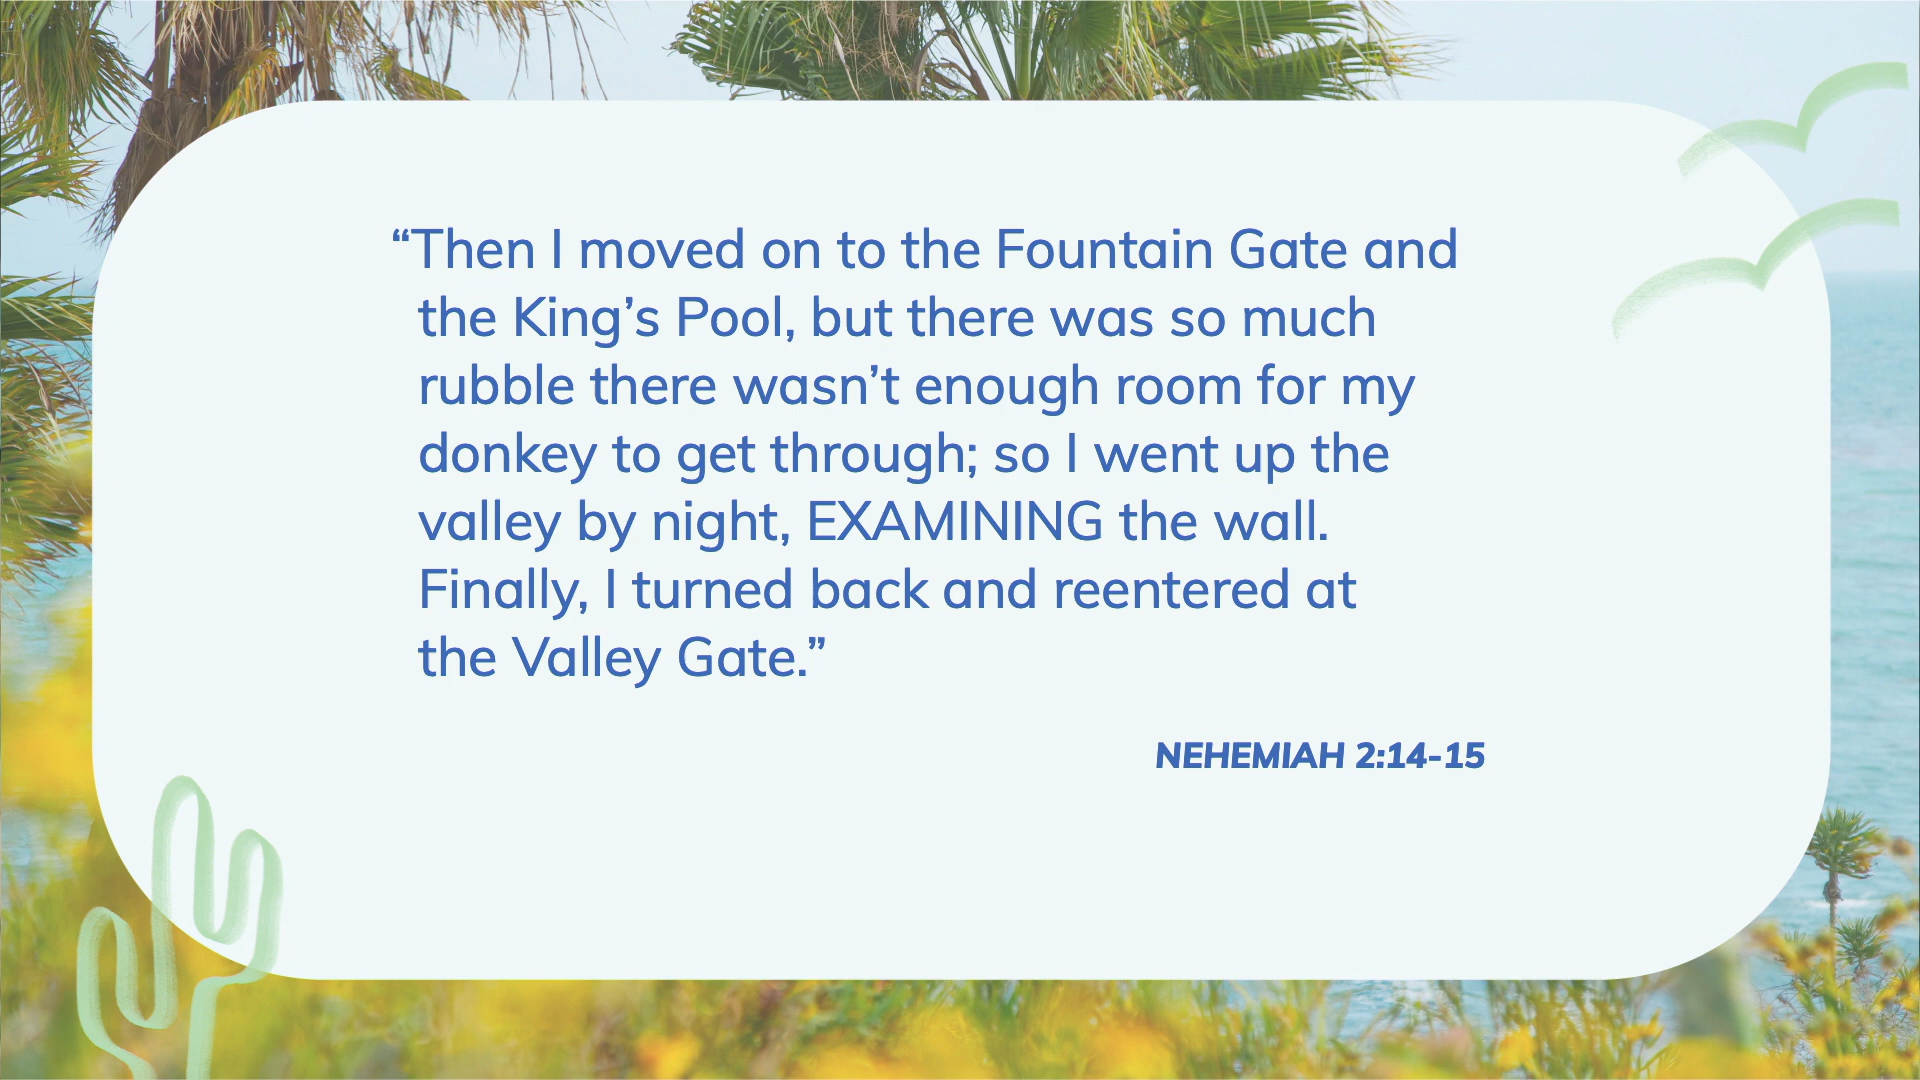 “Then I moved on to the Fountain Gate and
the King’s Pool, but there was so much
rubble there wasn’t enough room for my
donkey to get through; so I went up the
valley by night, EXAMINING the wall.
Finally, I turned back and reentered at
the Valley Gate.”
NEHEMIAH 2:14-15